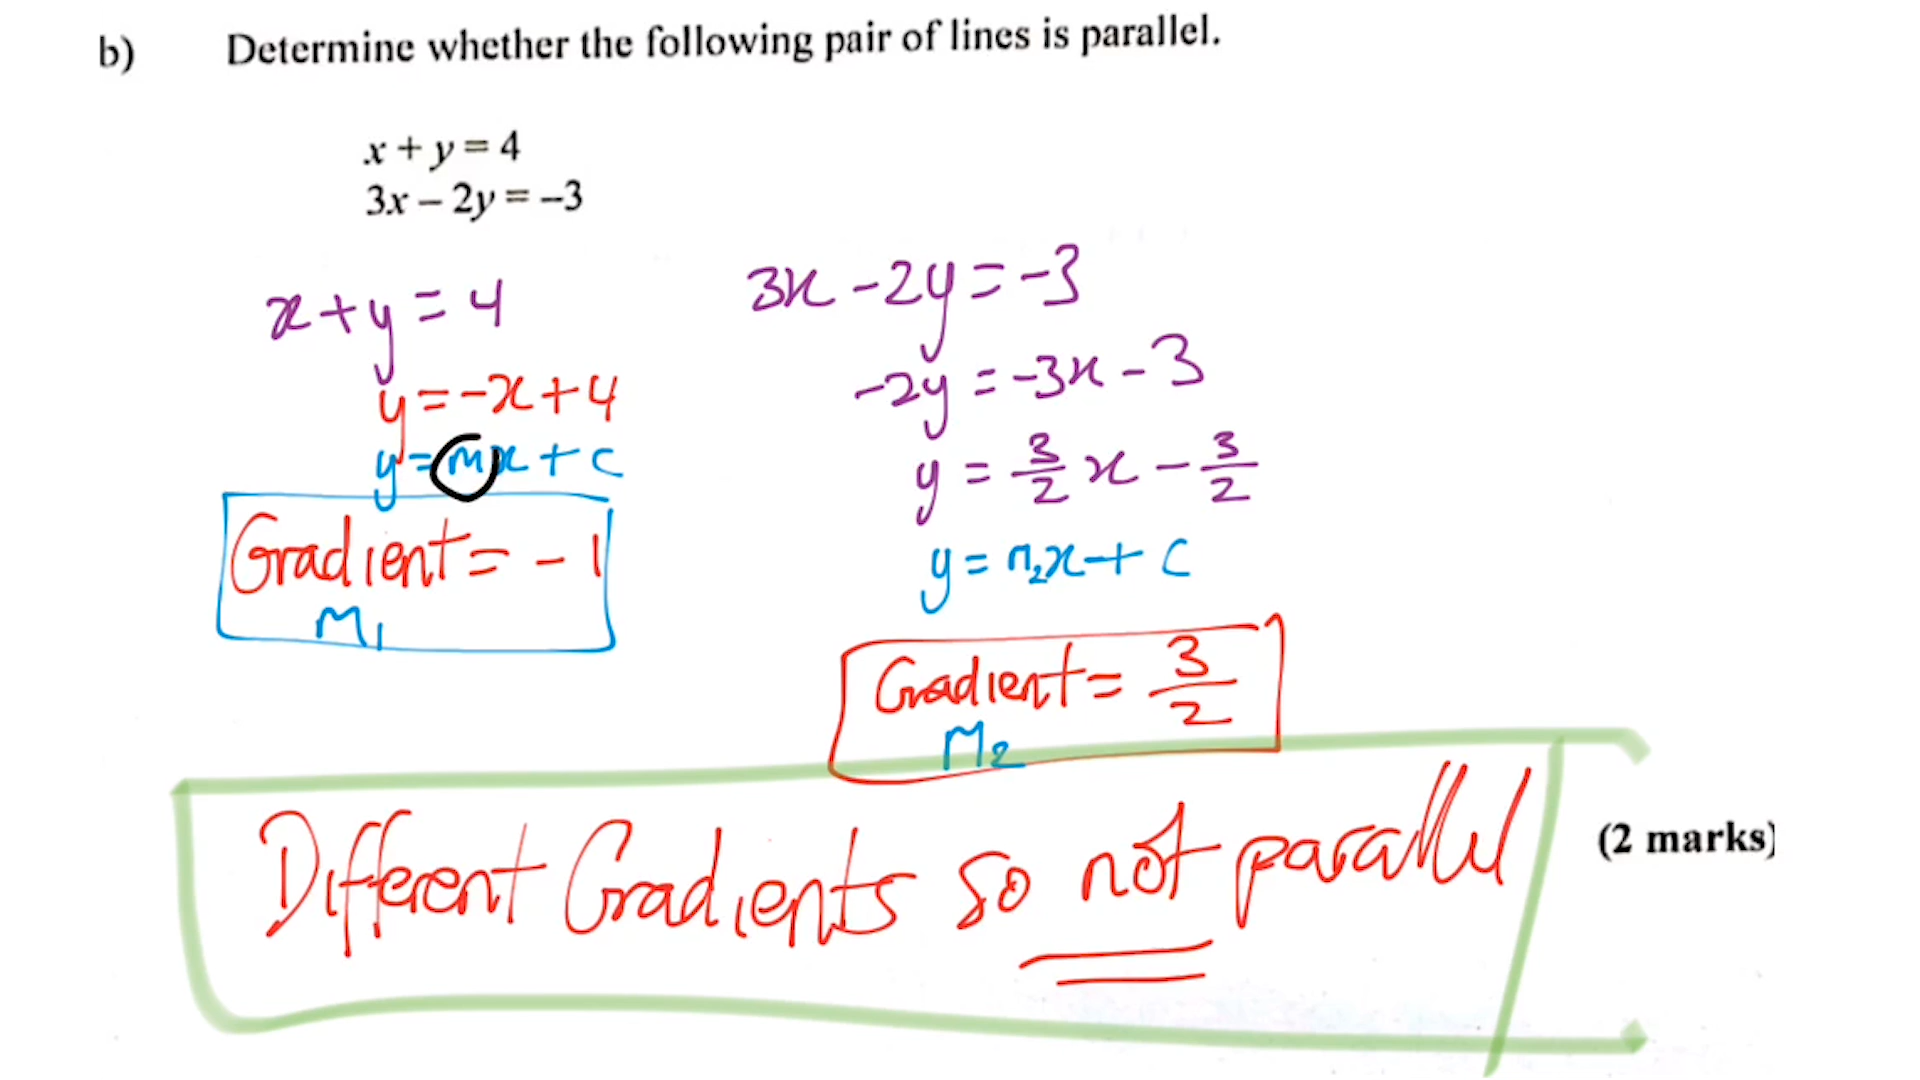 b) Determine whether the following pair of lines is parallel.
x + y = 4
3x – 2y = –3
x + y = 4
y = -x + 4
y = mx + c
Gradient = -1
M₁
3x - 2y = -3
-2y = -3x - 3
y = 3/2 x - 3/2
y = m₂x + c
Gradient = 3/2
M₂
Different Gradients so not parallel
(2 marks)